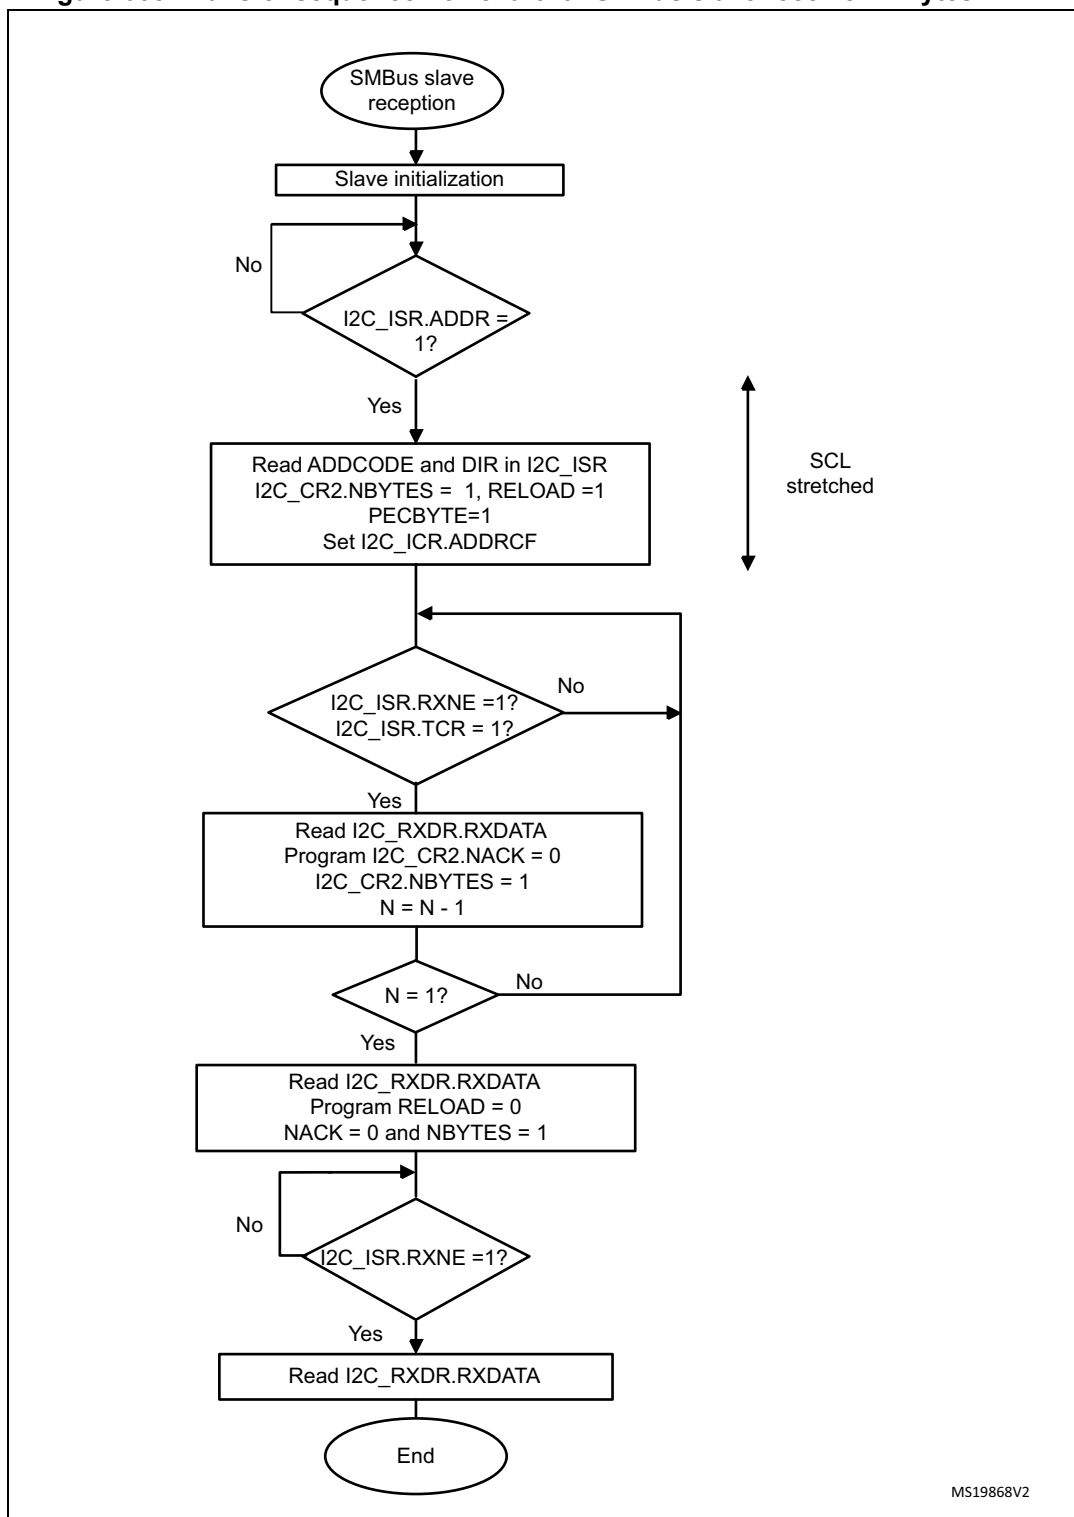 SMBus slave
reception
Slave initialization
No
I2C_ISR.ADDR =
1?
Yes
SCL
stretched
Read ADDCODE and DIR in I2C_ISR
I2C_CR2.NBYTES = 1, RELOAD =1
PECBYTE=1
Set I2C_ICR.ADDRCF
I2C_ISR.RXNE =1?
I2C_ISR.TCR = 1?
No
Yes
Read I2C_RXDR.RXDATA
Program I2C_CR2.NACK = 0
I2C_CR2.NBYTES = 1
N = N - 1
N = 1?
No
Yes
Read I2C_RXDR.RXDATA
Program RELOAD = 0
NACK = 0 and NBYTES = 1
No
I2C_ISR.RXNE =1?
Yes
Read I2C_RXDR.RXDATA
End
MS19868V2